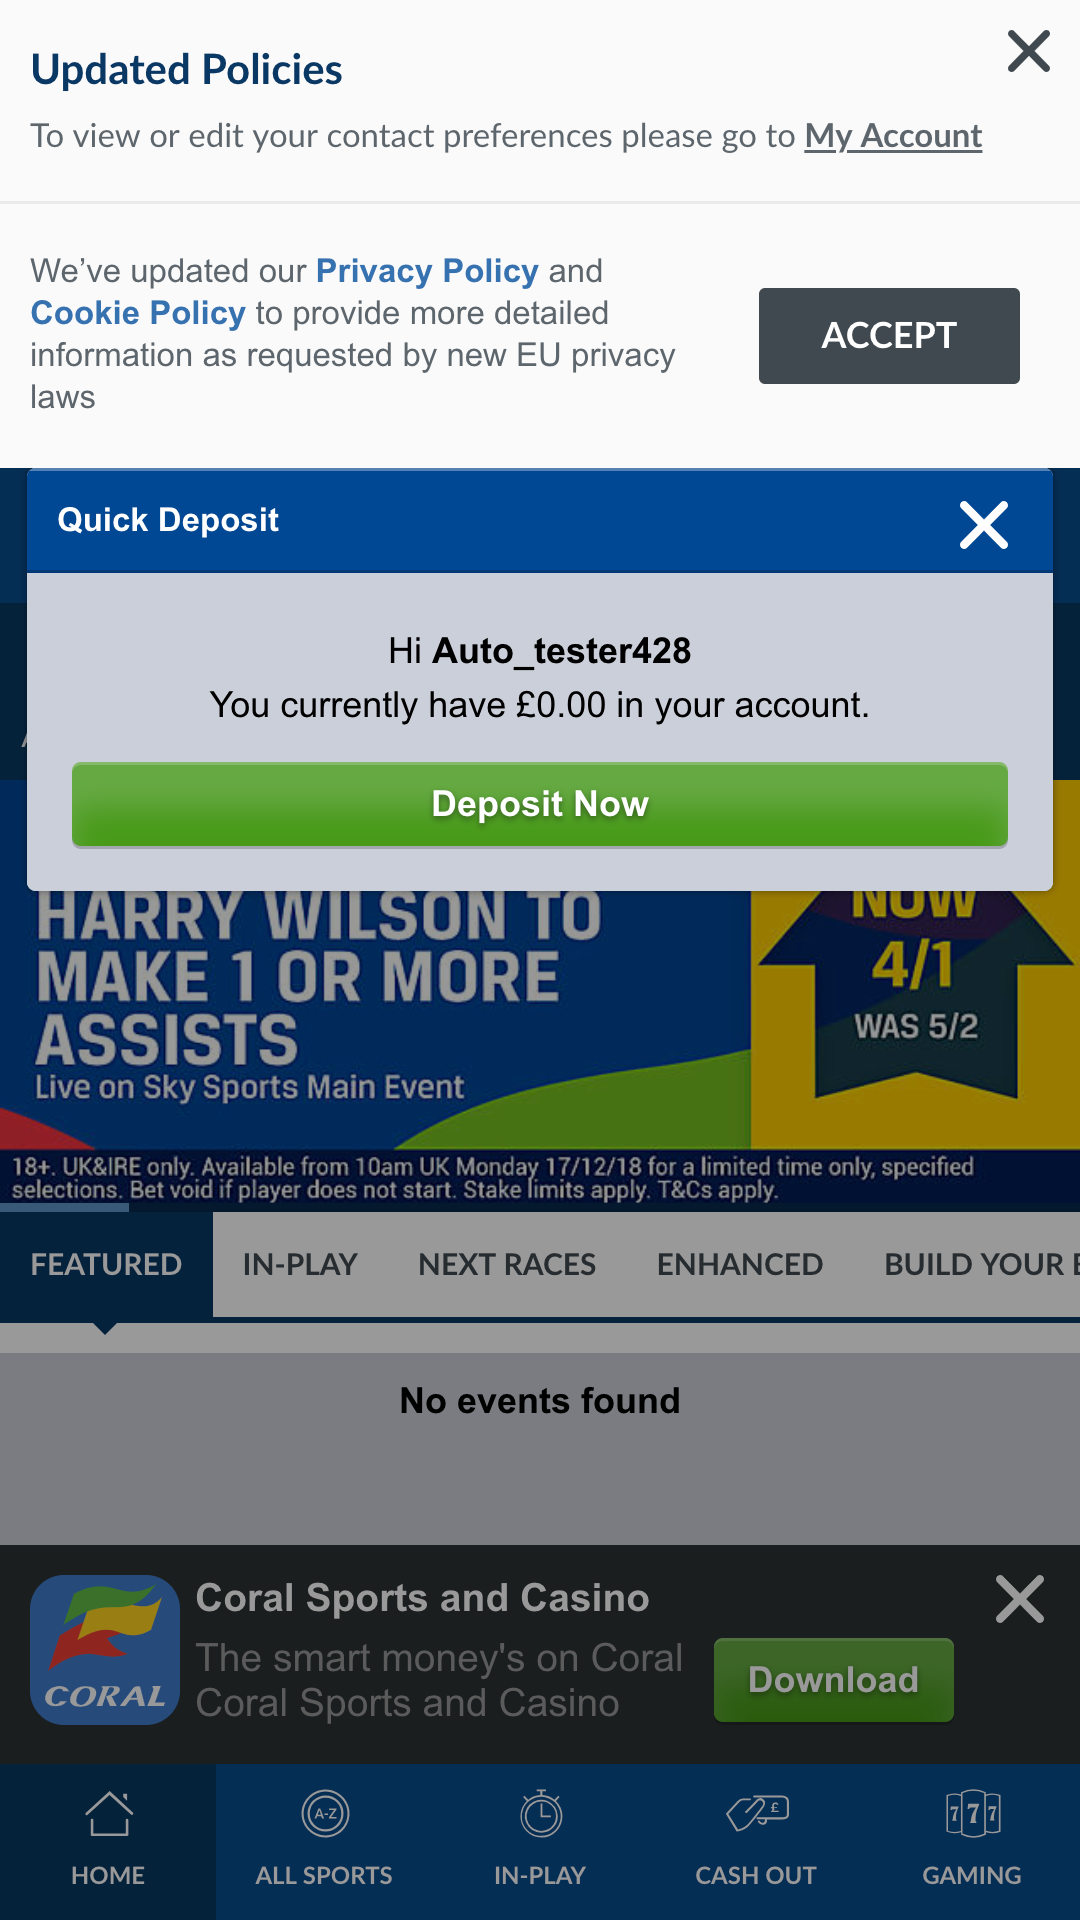 Updated Policies
To view or edit your contact preferences please go to My Account
We’ve updated our Privacy Policy and
Cookie Policy to provide more detailed
information as requested by new EU privacy
laws
ACCEPT
Quick Deposit
Hi Auto_tester428
You currently have £0.00 in your account.
Deposit Now
HARRY WILSON TO
MAKE 1 OR MORE
ASSISTS
Live on Sky Sports Main Event
NOW
4/1
WAS 5/2
18+. UK&IRE only. Available from 10am UK Monday 17/12/18 for a limited time only, specified
selections. Bet void if player does not start. Stake limits apply. T&Cs apply.
FEATURED IN-PLAY NEXT RACES ENHANCED BUILD YOUR
No events found
CORAL
Coral Sports and Casino
The smart money's on Coral
Coral Sports and Casino
Download
A-Z £ 7 7 7
HOME ALL SPORTS IN-PLAY CASH OUT GAMING